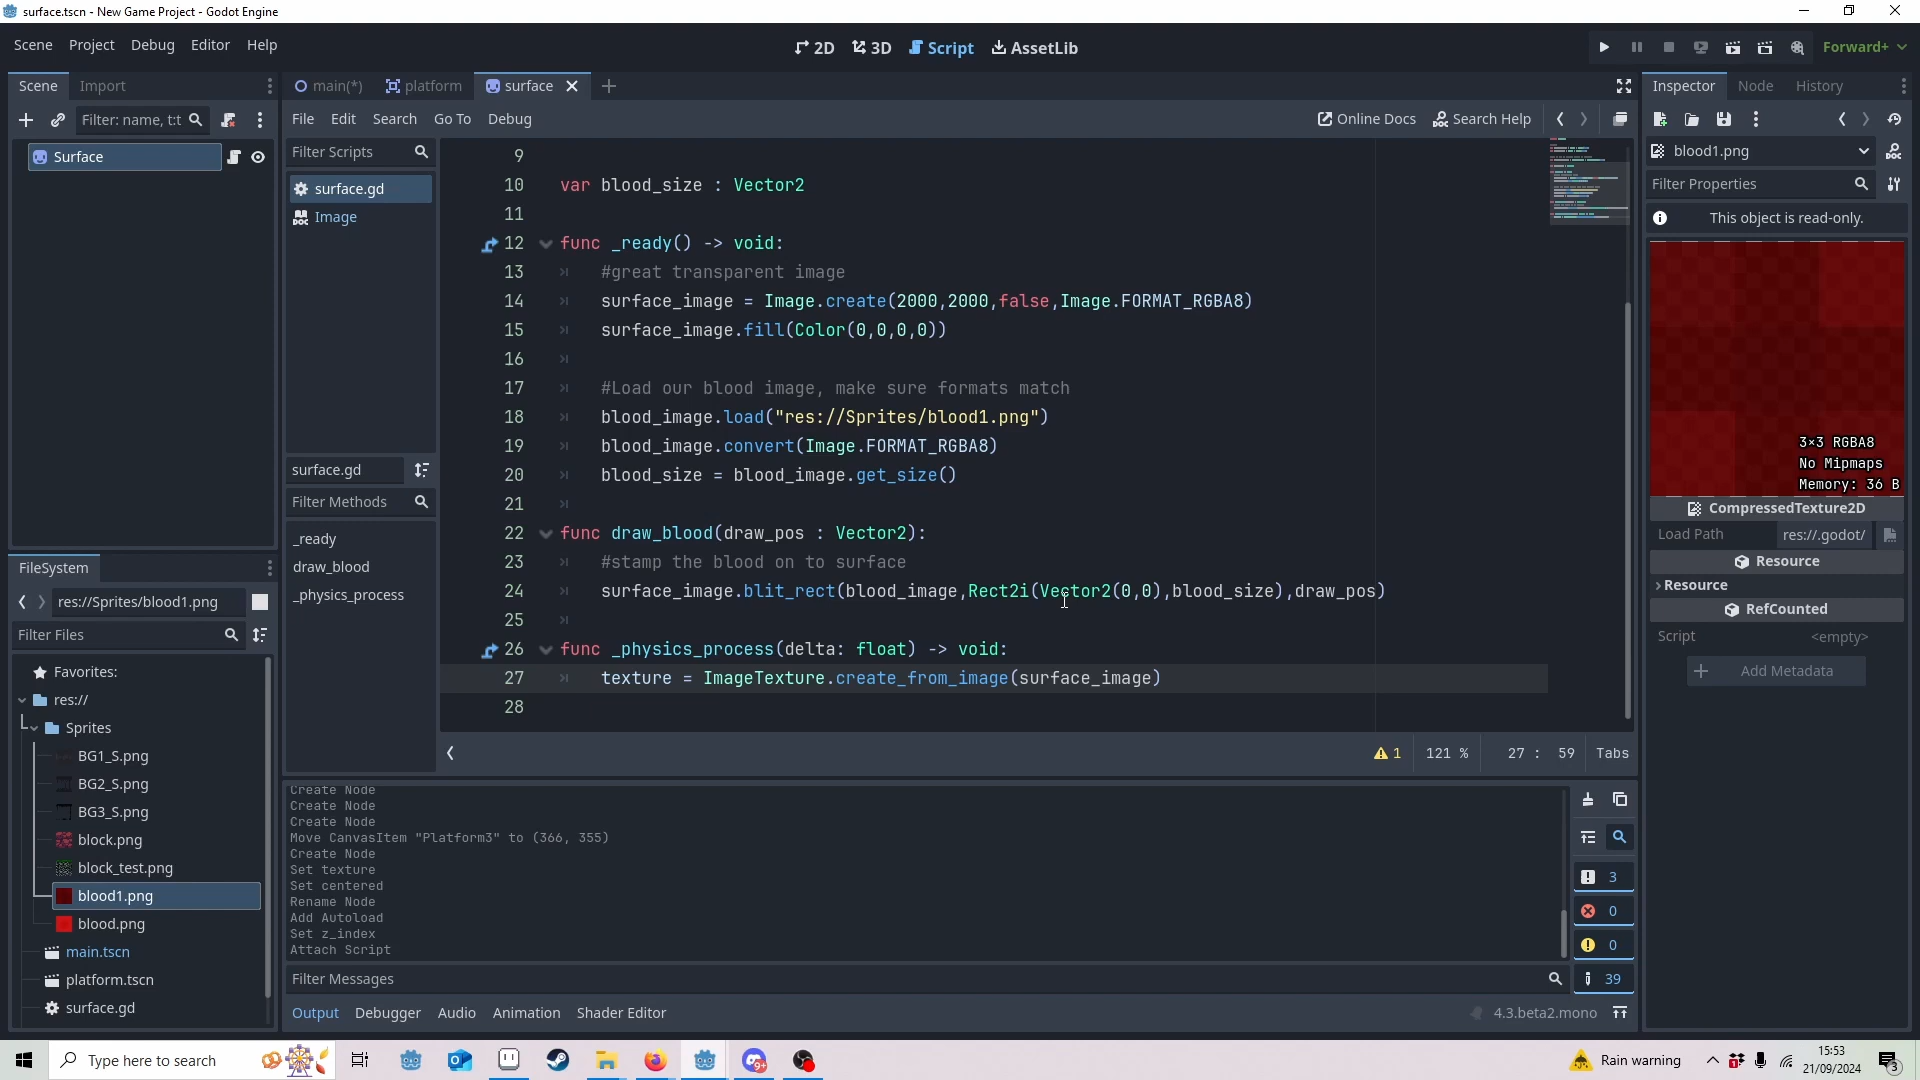 surface.tscn - New Game Project - Godot Engine
Scene Project Debug Editor Help
2D 3D Script AssetLib
Forward+
Scene Import
main(*) platform surface
Inspector Node History
Filter: name, t:t
File Edit Search Go To Debug
Online Docs Search Help
Surface
Filter Scripts
surface.gd
Image
surface.gd
Filter Methods
_ready
draw_blood
_physics_process
9
10 var blood_size : Vector2
11
12 func _ready() -> void:
13 #great transparent image
14 surface_image = Image.create(2000,2000,false,Image.FORMAT_RGBA8)
15 surface_image.fill(Color(0,0,0,0))
16
17 #Load our blood image, make sure formats match
18 blood_image.load("res://Sprites/blood1.png")
19 blood_image.convert(Image.FORMAT_RGBA8)
20 blood_size = blood_image.get_size()
21
22 func draw_blood(draw_pos : Vector2):
23 #stamp the blood on to surface
24 surface_image.blit_rect(blood_image,Rect2i(Vector2(0,0),blood_size),draw_pos)
25
26 func _physics_process(delta: float) -> void:
27 texture = ImageTexture.create_from_image(surface_image)
28
1 121 % 27 : 59 Tabs
blood1.png
Filter Properties
This object is read-only.
3×3 RGBA8
No Mipmaps
Memory: 36 B
CompressedTexture2D
Load Path res://.godot/
Resource
Resource
RefCounted
Script <empty>
Add Metadata
FileSystem
res://Sprites/blood1.png
Filter Files
Favorites:
res://
Sprites
BG1_S.png
BG2_S.png
BG3_S.png
block.png
block_test.png
blood1.png
blood.png
main.tscn
platform.tscn
surface.gd
Create Node
Create Node
Create Node
Move CanvasItem "Platform3" to (366, 355)
Create Node
Set texture
Set centered
Rename Node
Add Autoload
Set z_index
Attach Script
3
0
0
39
Filter Messages
Output Debugger Audio Animation Shader Editor
4.3.beta2.mono
Type here to search
9+
Rain warning
15:53
21/09/2024
3